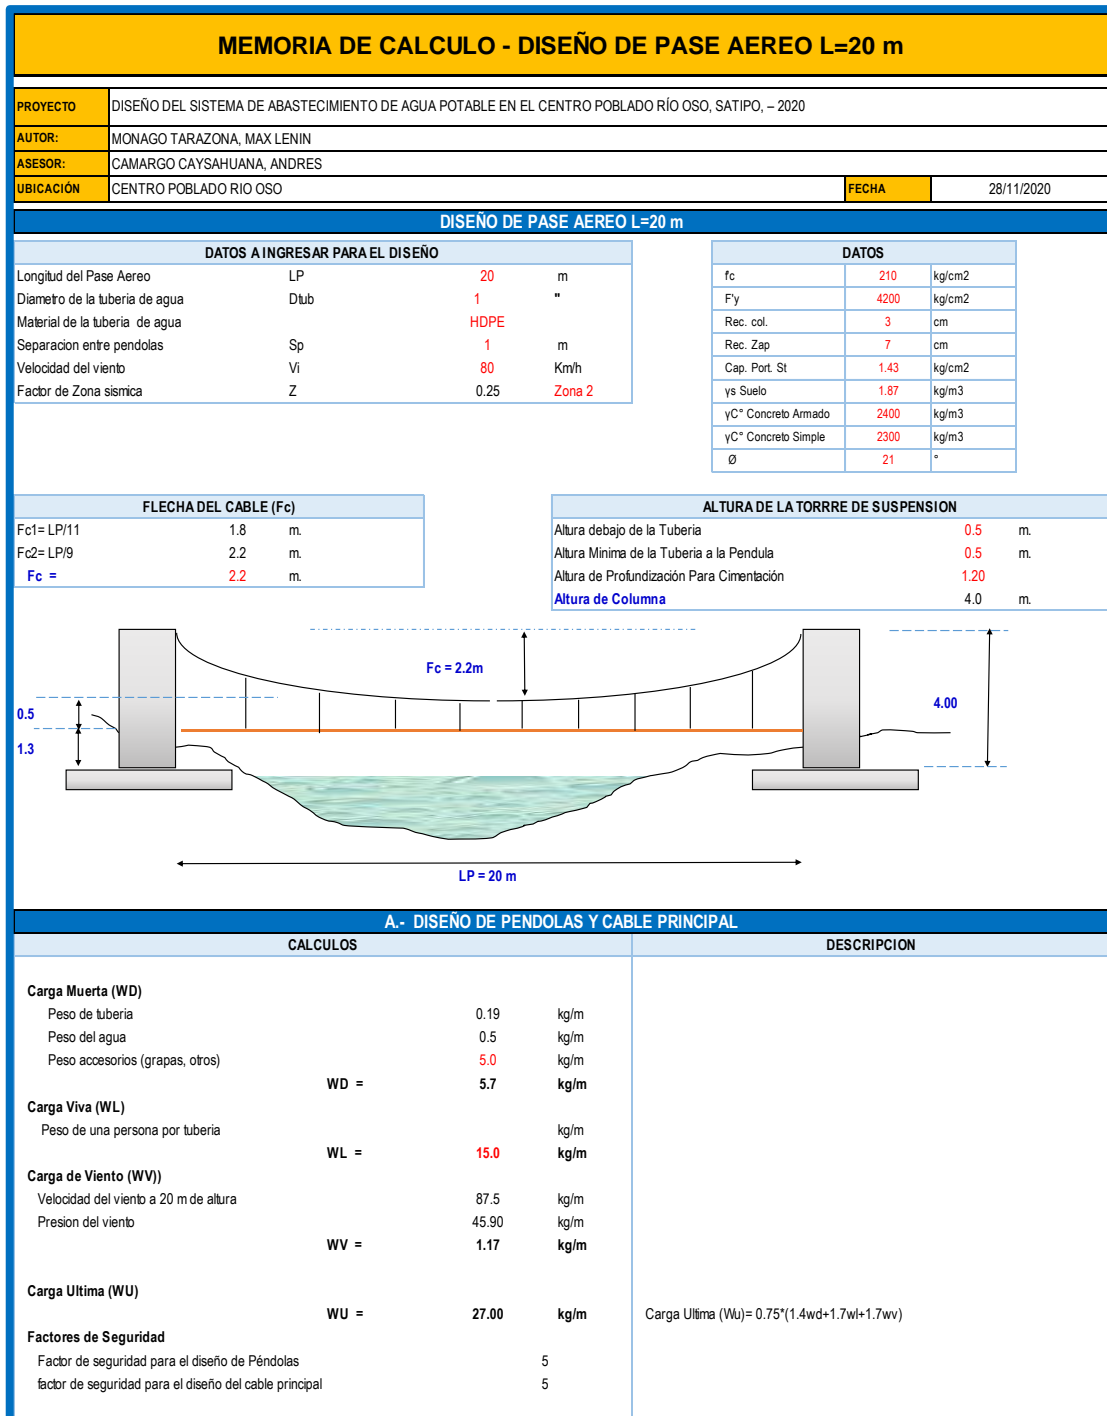 MEMORIA DE CALCULO - DISEÑO DE PASE AEREO L=20 m
PROYECTO DISEÑO DEL SISTEMA DE ABASTECIMIENTO DE AGUA POTABLE EN EL CENTRO POBLADO RÍO OSO, SATIPO, – 2020
AUTOR: MONAGO TARAZONA, MAX LENIN
ASESOR: CAMARGO CAYSAHUANA, ANDRES
UBICACIÓN CENTRO POBLADO RIO OSO FECHA 28/11/2020
DISEÑO DE PASE AEREO L=20 m
DATOS A INGRESAR PARA EL DISEÑO
Longitud del Pase Aereo LP 20 m
Diametro de la tuberia de agua Dtub 1 "
Material de la tuberia de agua HDPE
Separacion entre pendolas Sp 1 m
Velocidad del viento Vi 80 Km/h
Factor de Zona sismica Z 0.25 Zona 2
DATOS
f'c 210 kg/cm2
F'y 4200 kg/cm2
Rec. col. 3 cm
Rec. Zap 7 cm
Cap. Port. St 1.43 kg/cm2
γs Suelo 1.87 kg/m3
γC° Concreto Armado 2400 kg/m3
γC° Concreto Simple 2300 kg/m3
Ø 21 °
FLECHA DEL CABLE (Fc)
Fc1= LP/11 1.8 m.
Fc2= LP/9 2.2 m.
Fc = 2.2 m.
ALTURA DE LA TORRRE DE SUSPENSION
Altura debajo de la Tuberia 0.5 m.
Altura Minima de la Tuberia a la Pendula 0.5 m.
Altura de Profundización Para Cimentación 1.20
Altura de Columna 4.0 m.
Fc = 2.2m
0.5
4.00
1.3
LP = 20 m
A.- DISEÑO DE PENDOLAS Y CABLE PRINCIPAL
CALCULOS DESCRIPCION
Carga Muerta (WD)
Peso de tuberia 0.19 kg/m
Peso del agua 0.5 kg/m
Peso accesorios (grapas, otros) 5.0 kg/m
WD = 5.7 kg/m
Carga Viva (WL)
Peso de una persona por tuberia kg/m
WL = 15.0 kg/m
Carga de Viento (WV))
Velocidad del viento a 20 m de altura 87.5 kg/m
Presion del viento 45.90 kg/m
WV = 1.17 kg/m
Carga Ultima (WU)
WU = 27.00 kg/m Carga Ultima (Wu)= 0.75*(1.4wd+1.7wl+1.7wv)
Factores de Seguridad
Factor de seguridad para el diseño de Péndolas 5
factor de seguridad para el diseño del cable principal 5